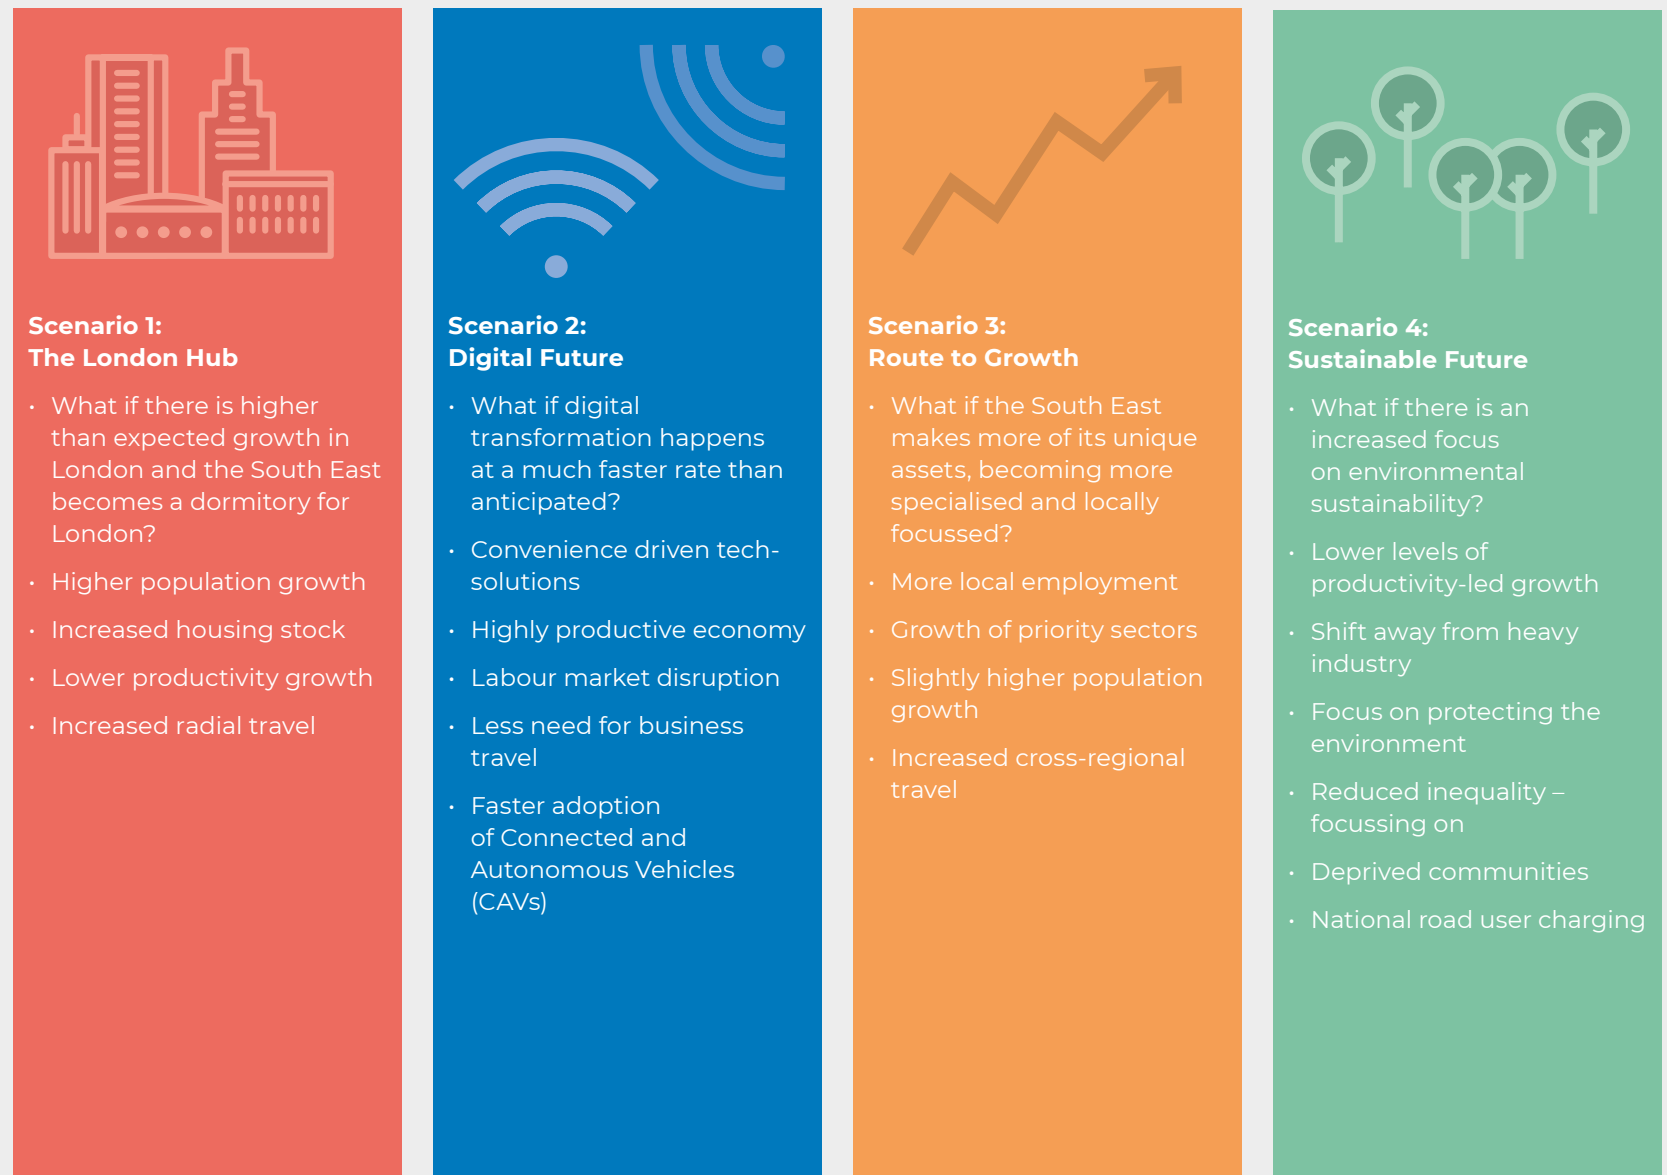 Scenario 1:
The London Hub
• What if there is higher
than expected growth in
London and the South East
becomes a dormitory for
London?
• Higher population growth
• Increased housing stock
• Lower productivity growth
• Increased radial travel
Scenario 2:
Digital Future
• What if digital
transformation happens
at a much faster rate than
anticipated?
• Convenience driven tech-
solutions
• Highly productive economy
• Labour market disruption
• Less need for business
travel
• Faster adoption
of Connected and
Autonomous Vehicles
(CAVs)
Scenario 3:
Route to Growth
• What if the South East
makes more of its unique
assets, becoming more
specialised and locally
focussed?
• More local employment
• Growth of priority sectors
• Slightly higher population
growth
• Increased cross-regional
travel
Scenario 4:
Sustainable Future
• What if there is an
increased focus
on environmental
sustainability?
• Lower levels of
productivity-led growth
• Shift away from heavy
industry
• Focus on protecting the
environment
• Reduced inequality –
focussing on
• Deprived communities
• National road user charging